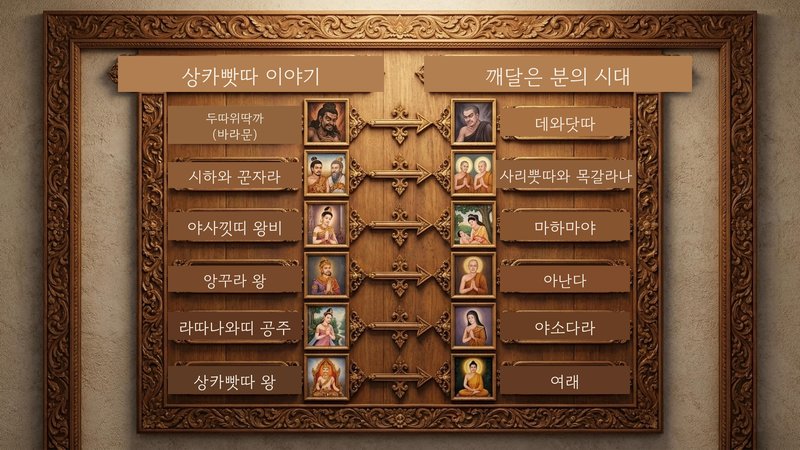 상카빳따 이야기
깨달은 분의 시대
두따위딱까
(바라문)
데와닷따
시하와 꾼자라
사리뿟따와 목갈라나
야사낏띠 왕비
마하마야
앙꾸라 왕
아난다
라따나와띠 공주
야소다라
상카빳따 왕
여래